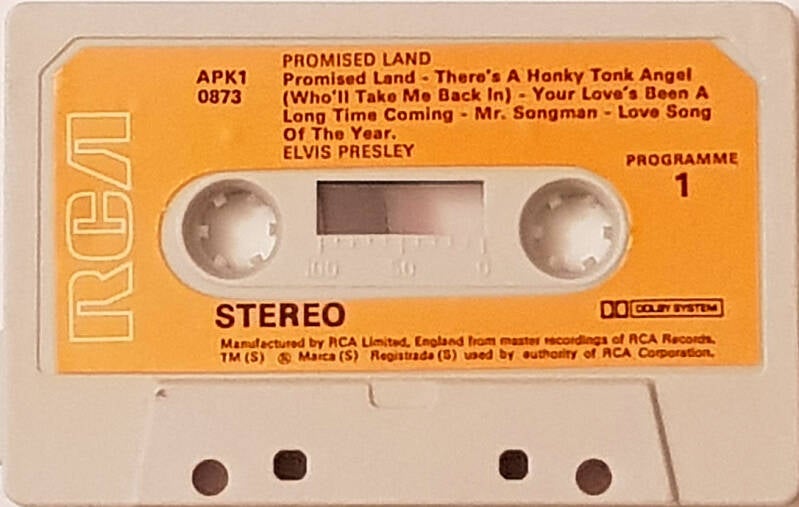 PROMISED LAND
APK1
0873
Promised Land - There's A Honky Tonk Angel
(Who'll Take Me Back In) - Your Love's Been A
Long Time Coming - Mr. Songman - Love Song
Of The Year.
ELVIS PRESLEY
PROGRAMME
1
RCA
100 50 0
STEREO
DOLBY SYSTEM
Manufactured by RCA Limited, England from master recordings of RCA Records.
TM (S) ® Marca (S) Registrada (S) used by authority of RCA Corporation.